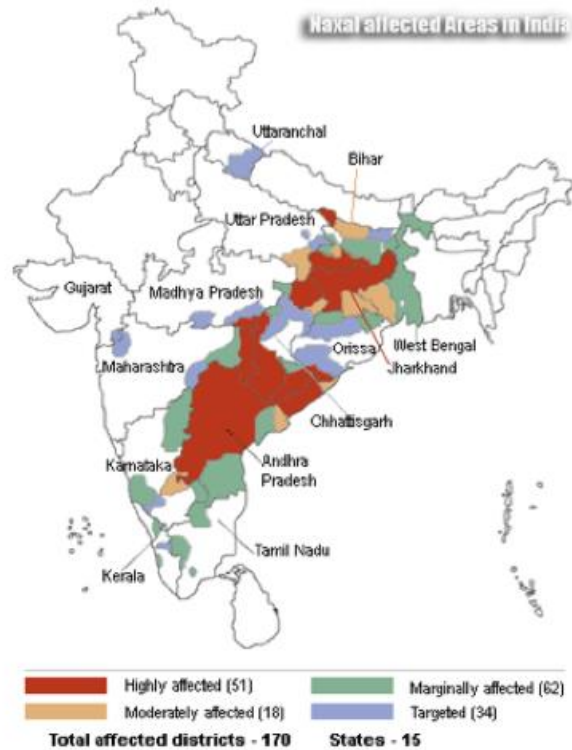 Naxal affected Areas in India
Uttaranchal
Bihar
Uttar Pradesh
Gujarat
Madhya Pradesh
Orissa
West Bengal
Jharkhand
Maharashtra
Chhattisgarh
Karnataka
Andhra
Pradesh
Tamil Nadu
Kerala
Highly affected (51)
Marginally affected (62)
Moderately affected (18)
Targeted (34)
Total affected districts - 170 States - 15